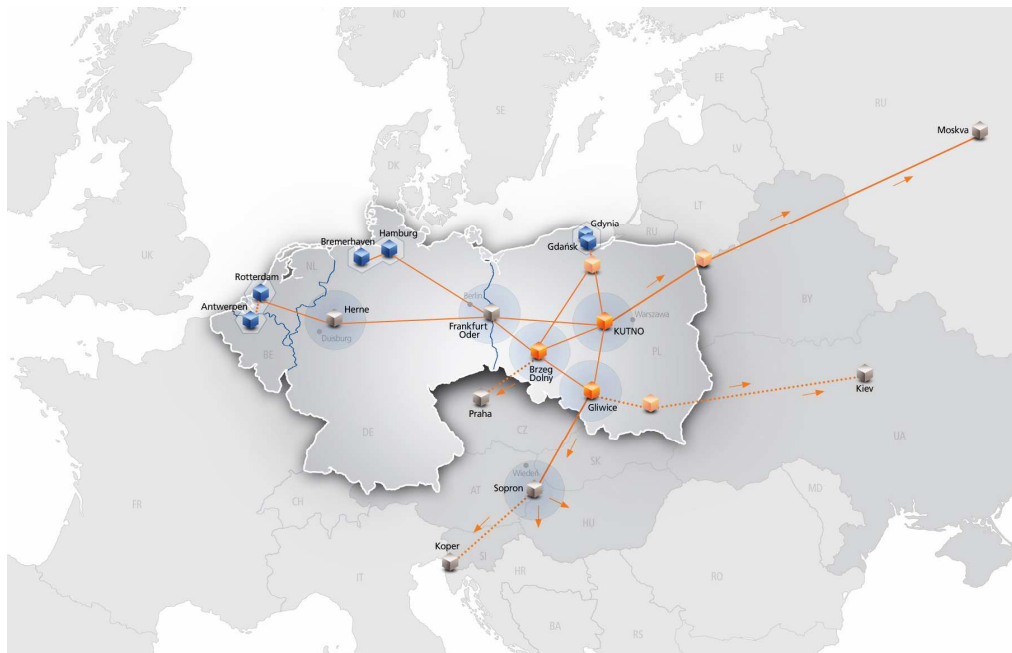 NO
SE
EE
RU
Moskva
LV
DK
LT
RU
Gdynia
Hamburg
Bremerhaven
Gdańsk
UK
NL
Rotterdam
Berlin
BY
Antwerpen
Herne
Frankfurt
Oder
KUTNO
Warszawa
Duisburg
BE
PL
Brzeg
Dolny
Kiev
Gliwice
Praha
CZ
DE
UA
SK
Wiedeń
Sopron
AT
MD
FR
CH
HU
Koper
SI
IT
HR
RO
BA
RS